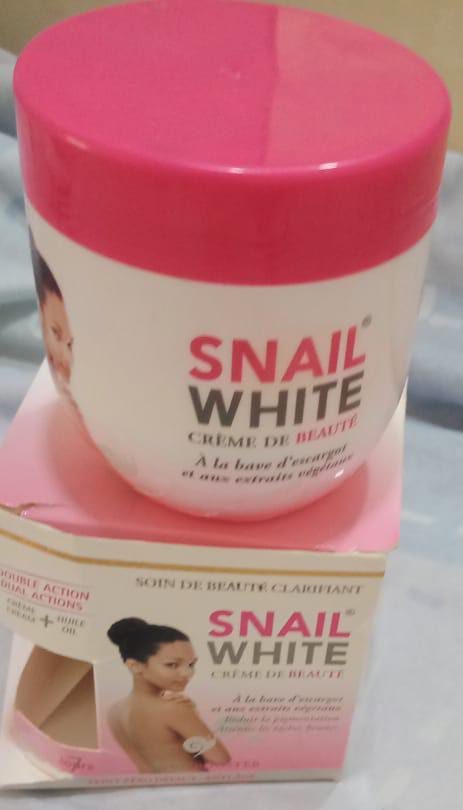 SNAIL®
WHITE
CRÈME DE BEAUTÉ
À la bave d'escargot
et aux extraits végétaux
DOUBLE ACTION
DUAL ACTIONS
CRÈME
CREAM
+
HUILE
OIL
SOIN DE BEAUTÉ CLARIFIANT
SNAIL®
WHITE
CRÈME DE BEAUTÉ
À la bave d'escargot
et aux extraits végétaux
Réduit la pigmentation
Atténue les taches brunes
7